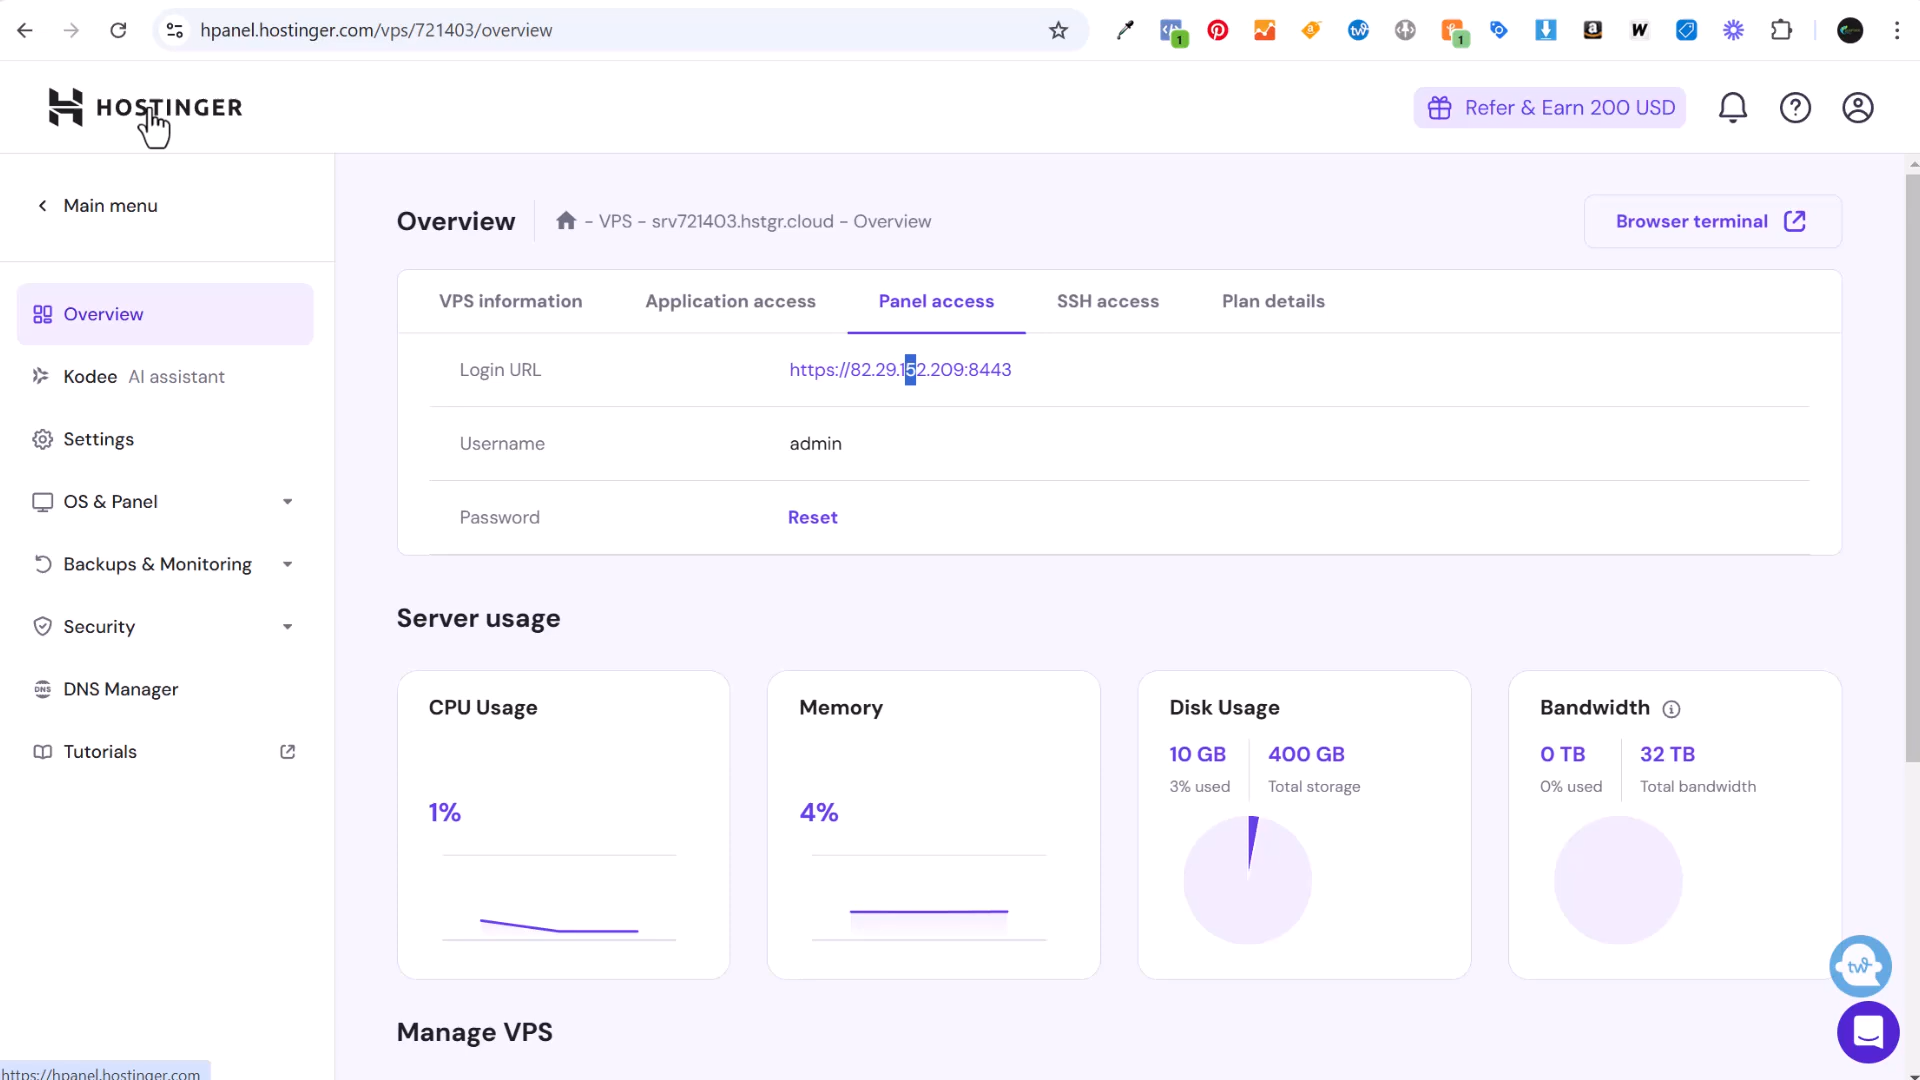 hpanel.hostinger.com/vps/721403/overview
1
1
a
W
HOSTINGER
Refer & Earn 200 USD
Main menu
Overview
Kodee AI assistant
Settings
OS & Panel
Backups & Monitoring
Security
DNS DNS Manager
Tutorials
Overview
- VPS - srv721403.hstgr.cloud - Overview
Browser terminal
VPS information
Application access
Panel access
SSH access
Plan details
Login URL
https://82.29.152.209:8443
Username
admin
Password
Reset
Server usage
CPU Usage
1%
Memory
4%
Disk Usage
10 GB
3% used
400 GB
Total storage
Bandwidth
0 TB
0% used
32 TB
Total bandwidth
Manage VPS
https://hpanel.hostinger.com